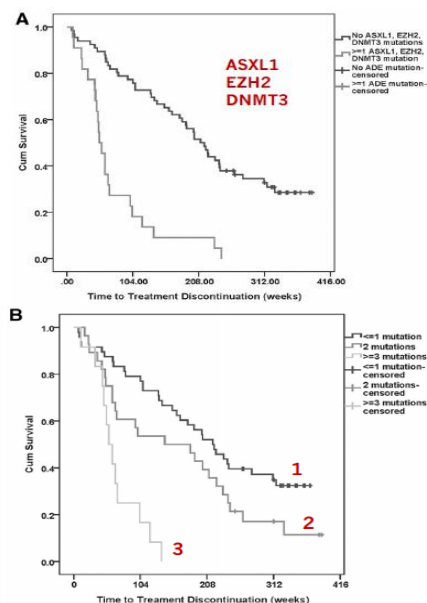 A
No ASXL1, EZH2,
DNMT3 mutations
>=1 ASXL1, EZH2,
DNMT3 mutation
No ADE mutation-
censored
>=1 ADE mutation-
censored
ASXL1
EZH2
DNMT3
Cum Survival
1.0
0.8
0.6
0.4
0.2
0.0
.00
104.00
208.00
312.00
416.00
Time to Treatment Discontinuation (weeks)
B
<=1 mutation
2 mutations
>=3 mutations
<=1 mutation-
censored
2 mutations-
censored
>=3 mutations
censored
Cum Survival
1.0
0.8
0.6
0.4
0.2
0.0
1
2
3
0
104
208
312
416
Time to Treament Discontinuation (weeks)